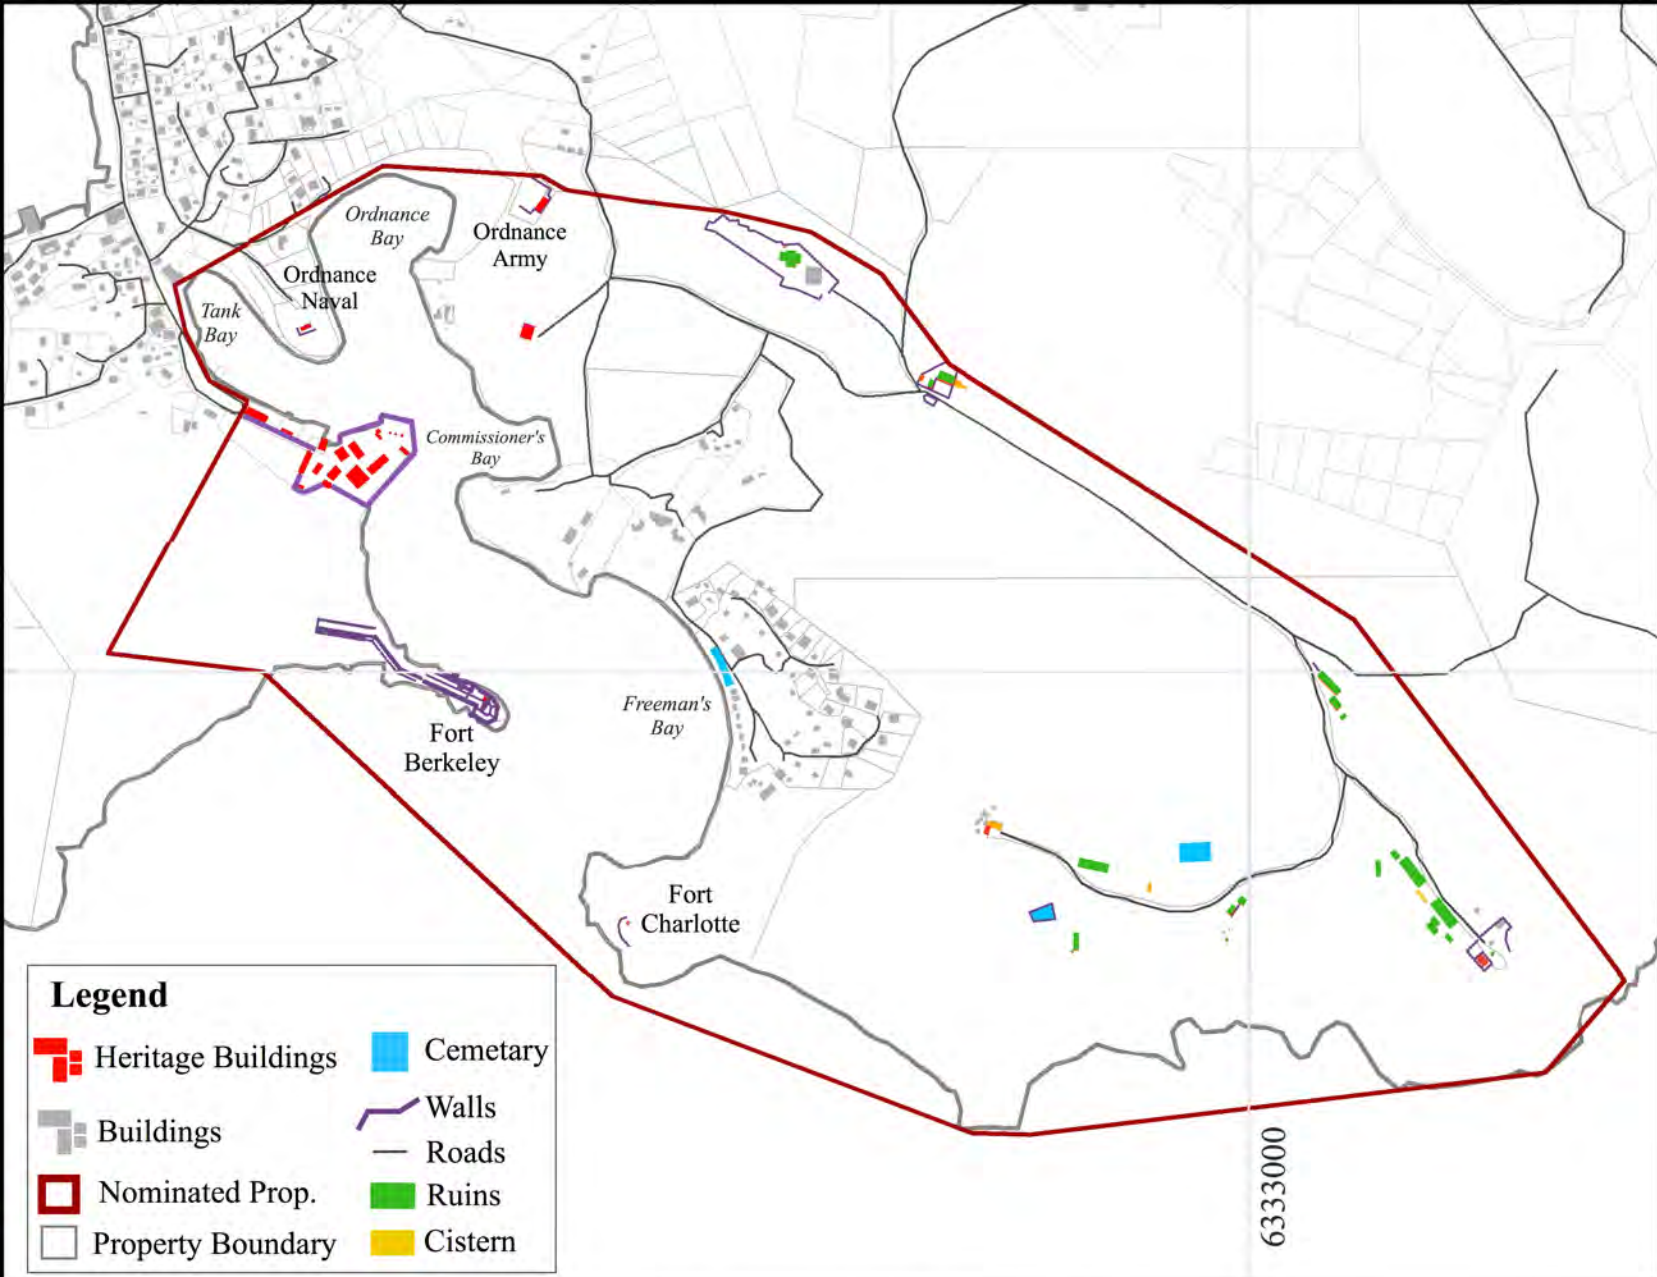 Ordnance
Bay
Ordnance
Army
Ordnance
Naval
Tank
Bay
Commissioner's
Bay
Freeman's
Bay
Fort
Berkeley
Fort
Charlotte
Legend
Heritage Buildings
Buildings
Nominated Prop.
Property Boundary
Cemetary
Walls
Roads
Ruins
Cistern
6333000